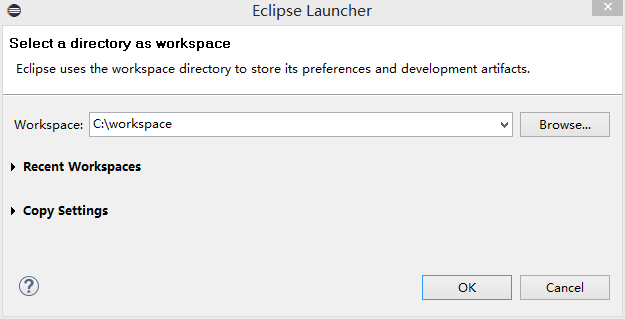 Eclipse Launcher
Select a directory as workspace
Eclipse uses the workspace directory to store its preferences and development artifacts.
Workspace: C:\workspace Browse...
Recent Workspaces
Copy Settings
? OK Cancel